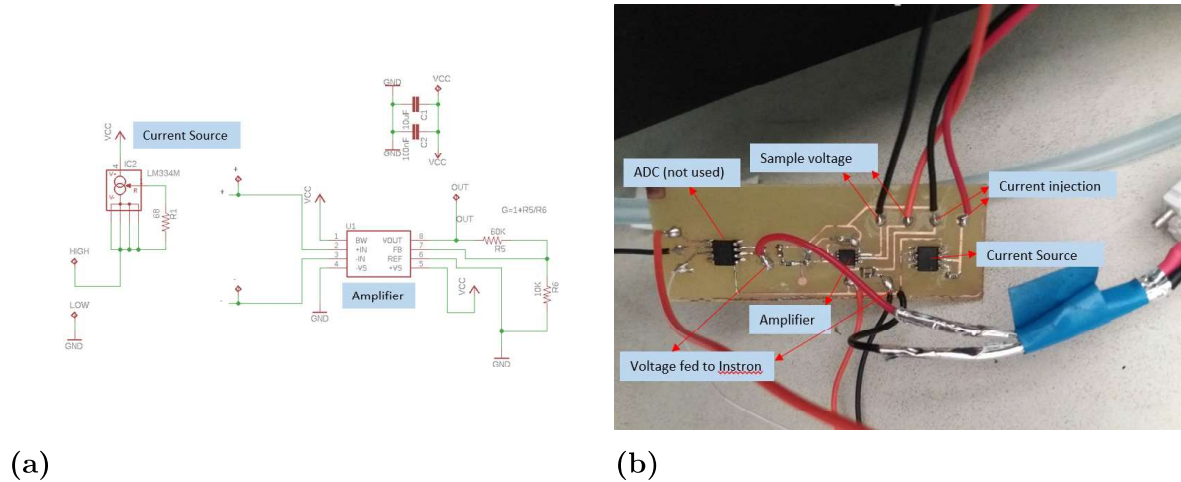 GND
VCC
10uF
C1
100nF
C2
GND
VCC
VCC
Current Source
4
IC2
V+
R
V-
LM334M
68
R1
HIGH
LOW
GND
+
+
-
-
VCC
U1
1 BW VOUT 8
2 +IN FB 7
3 -IN REF 6
4 -VS +VS 5
Amplifier
GND
OUT
OUT
G=1+R5/R6
60K
R5
10K
R6
VCC
GND
(a)
Sample voltage
ADC (not used)
Current injection
Current Source
Amplifier
Voltage fed to Instron
(b)